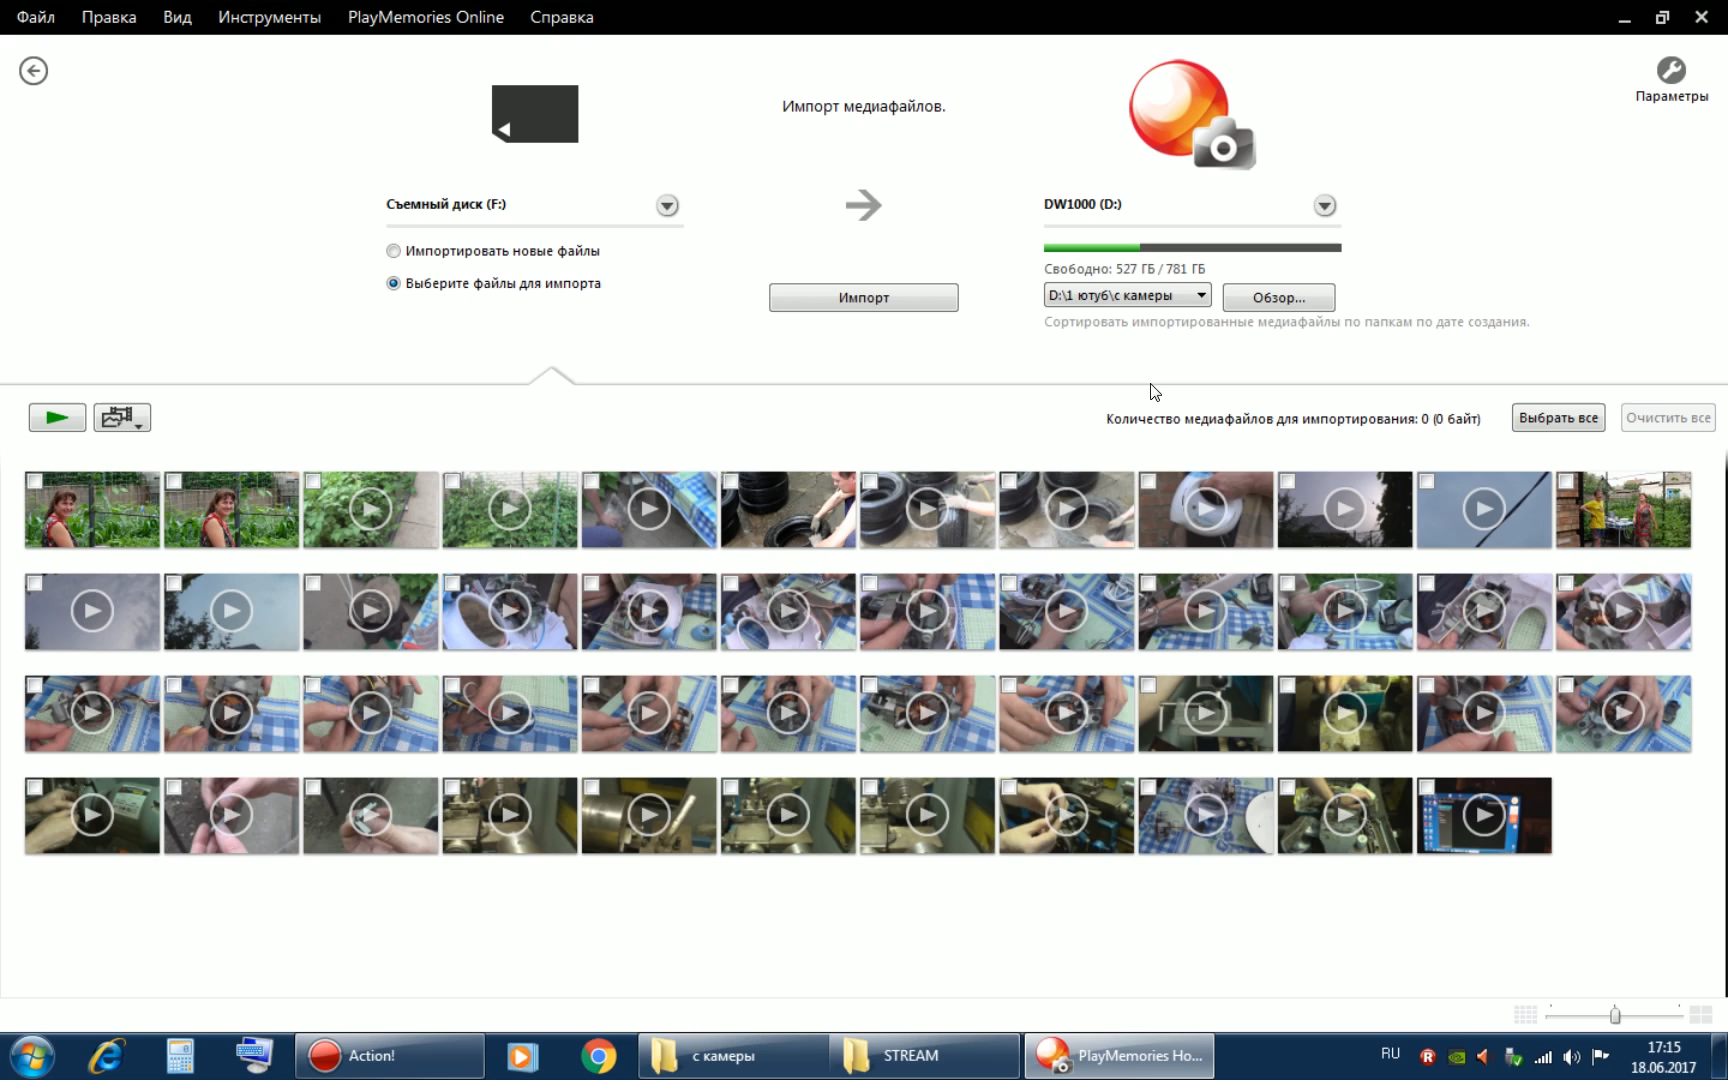 Файл Правка Вид Инструменты PlayMemories Online Справка
Параметры
Импорт медиафайлов.
Съемный диск (F:)
DW1000 (D:)
Импортировать новые файлы
Выберите файлы для импорта
Импорт
Свободно: 527 ГБ / 781 ГБ
D:\1 ютуб\с камеры
Обзор...
Сортировать импортированные медиафайлы по папкам по дате создания.
Количество медиафайлов для импортирования: 0 (0 байт)
Выбрать все
Очистить все
Action!
с камеры
STREAM
PlayMemories Ho...
RU
17:15
18.06.2017